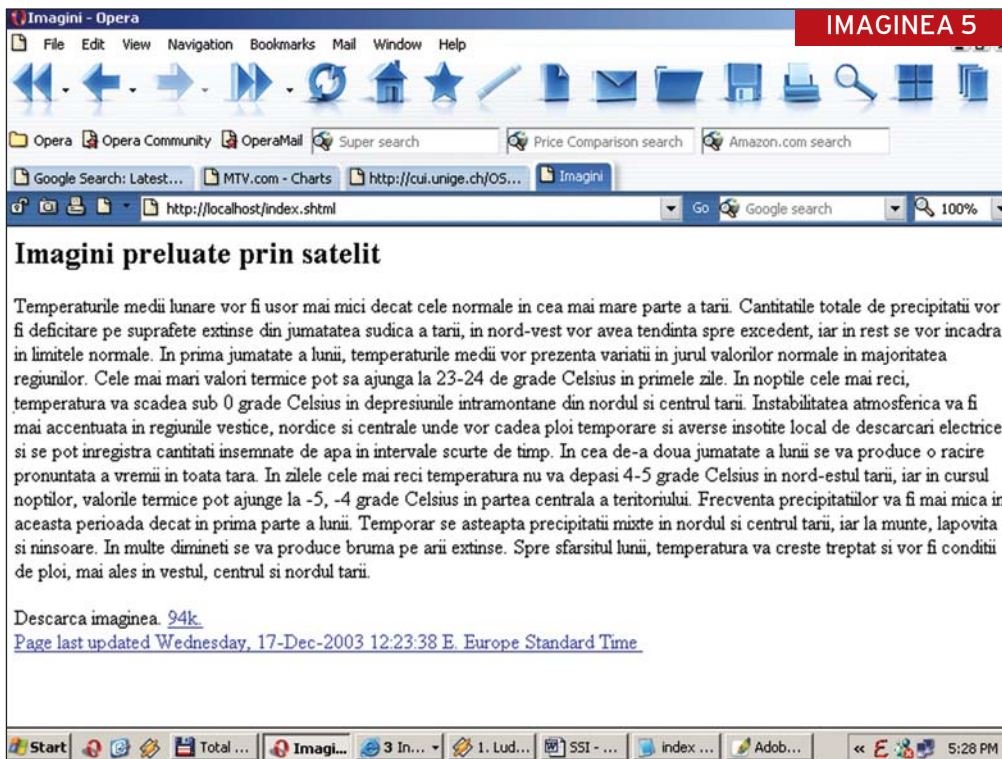 Imagini - Opera
IMAGINEA 5
File Edit View Navigation Bookmarks Mail Window Help
Opera Opera Community OperaMail Super search Price Comparison search Amazon.com search
Google Search: Latest... MTV.com - Charts http://cui.unige.ch/OS... Imagini
http://localhost/index.shtml Go Google search 100%
Imagini preluate prin satelit
Temperaturile medii lunare vor fi usor mai mici decat cele normale in cea mai mare parte a tarii. Cantitatile totale de precipitatii vor
fi deficitare pe suprafete extinse din jumatatea sudica a tarii, in nord-vest vor avea tendinta spre excedent, iar in rest se vor incadra
in limitele normale. In prima jumatate a lunii, temperaturile medii vor prezenta variatii in jurul valorilor normale in majoritatea
regiunilor. Cele mai mari valori termice pot sa ajunga la 23-24 de grade Celsius in primele zile. In noptile cele mai reci,
temperatura va scadea sub 0 grade Celsius in depresiunile intramontane din nordul si centrul tarii. Instabilitatea atmosferica va fi
mai accentuata in regiunile vestice, nordice si centrale unde vor cadea ploi temporare si averse insotite local de descarcari electrice
si se pot inregistra cantitati insemnate de apa in intervale scurte de timp. In cea de-a doua jumatate a lunii se va produce o racire
pronuntata a vremii in toata tara. In zilele cele mai reci temperatura nu va depasi 4-5 grade Celsius in nord-estul tarii, iar in cursul
noptilor, valorile termice pot ajunge la -5, -4 grade Celsius in partea centrala a teritoriului. Frecventa precipitatiilor va fi mai mica in
aceasta perioada decat in prima parte a lunii. Temporar se asteapta precipitatii mixte in nordul si centrul tarii, iar la munte, lapovita
si ninsoare. In multe dimineti se va produce bruma pe arii extinse. Spre sfarsitul lunii, temperatura va creste treptat si vor fi conditii
de ploi, mai ales in vestul, centrul si nordul tarii.
Descarca imaginea. 94k.
Page last updated Wednesday, 17-Dec-2003 12:23:38 E. Europe Standard Time
Start Total ... Imagi... 3 In... 1. Lud... SSI - ... index ... Adob... « 5:28 PM